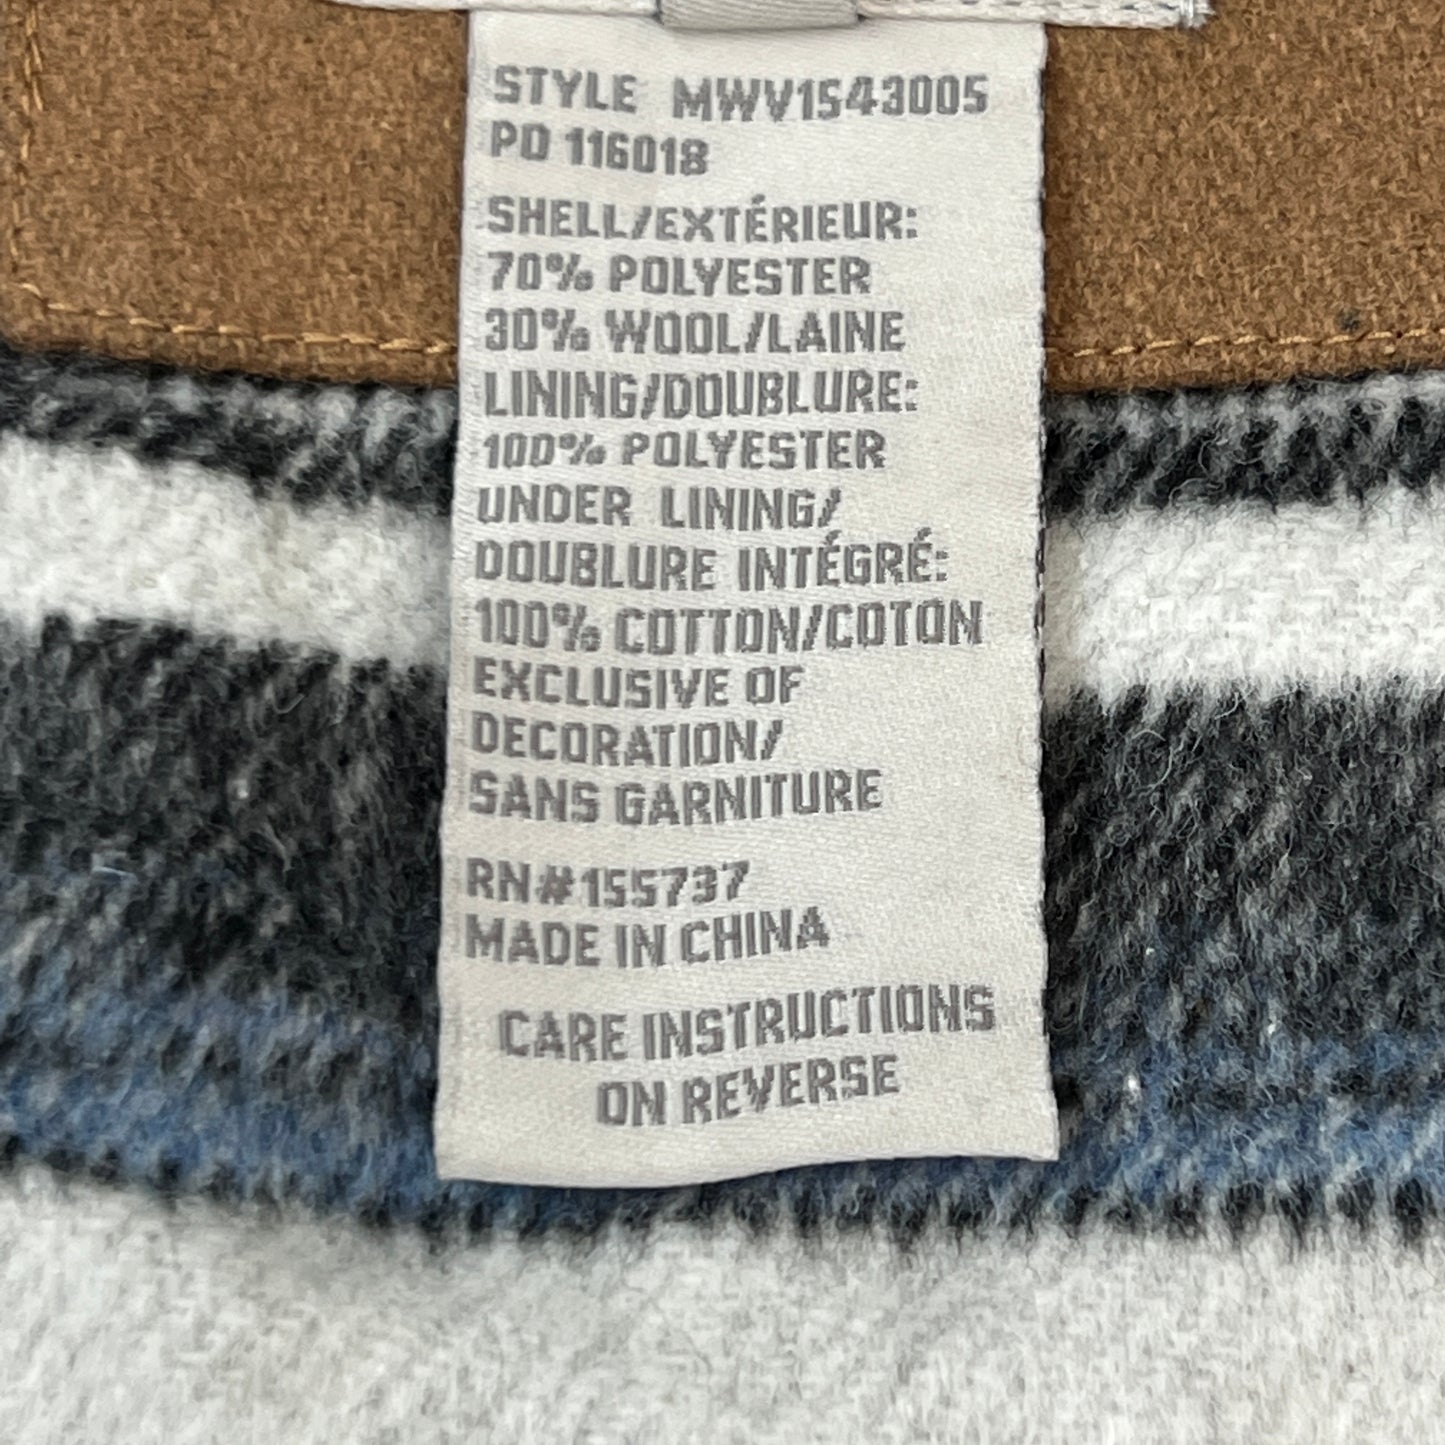 STYLE MWV1543005
PO 116018
SHELL/EXTÉRIEUR:
70% POLYESTER
30% WOOL/LAINE
LINING/DOUBLURE:
100% POLYESTER
UNDER LINING/
DOUBLURE INTÉGRÉ:
100% COTTON/COTON
EXCLUSIVE OF
DECORATION/
SANS GARNITURE
RN#155737
MADE IN CHINA
CARE INSTRUCTIONS
ON REVERSE